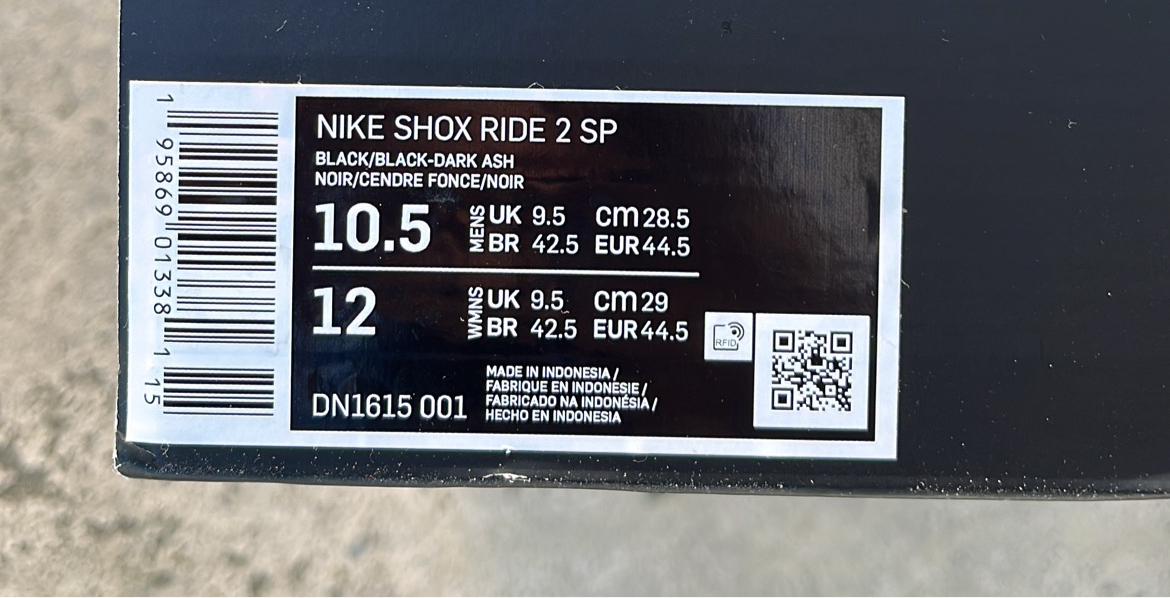 1 95869 01338 1 15
NIKE SHOX RIDE 2 SP
BLACK/BLACK-DARK ASH
NOIR/CENDRE FONCE/NOIR
10.5 MENS UK 9.5 cm 28.5
BR 42.5 EUR 44.5
12 WMNS UK 9.5 cm 29
BR 42.5 EUR 44.5
RFID
MADE IN INDONESIA /
FABRIQUE EN INDONÉSIE /
FABRICADO NA INDONÉSIA /
HECHO EN INDONESIA
DN1615 001